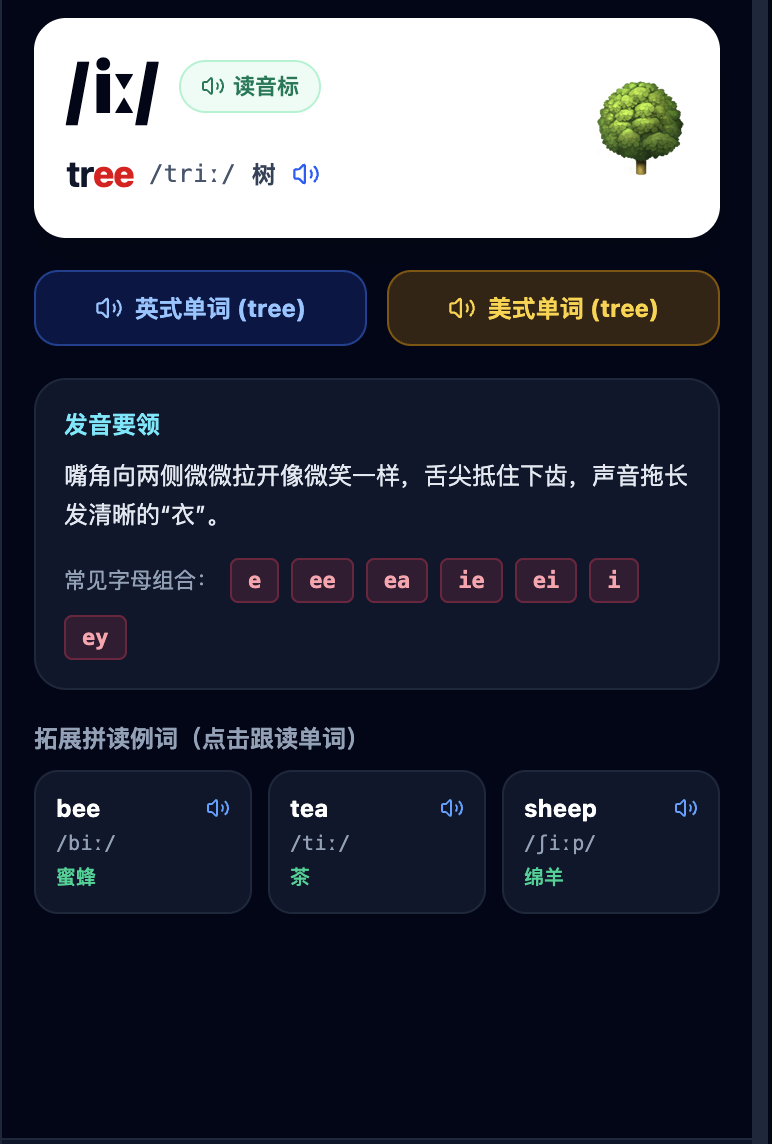 /iː/ 读音标
tree /triː/ 树
英式单词 (tree) 美式单词 (tree)
发音要领
嘴角向两侧微微拉开像微笑一样，舌尖抵住下齿，声音拖长
发清晰的“衣”。
常见字母组合： e ee ea ie ei i
ey
拓展拼读例词（点击跟读单词）
bee tea sheep
/biː/ /tiː/ /ʃiːp/
蜜蜂 茶 绵羊